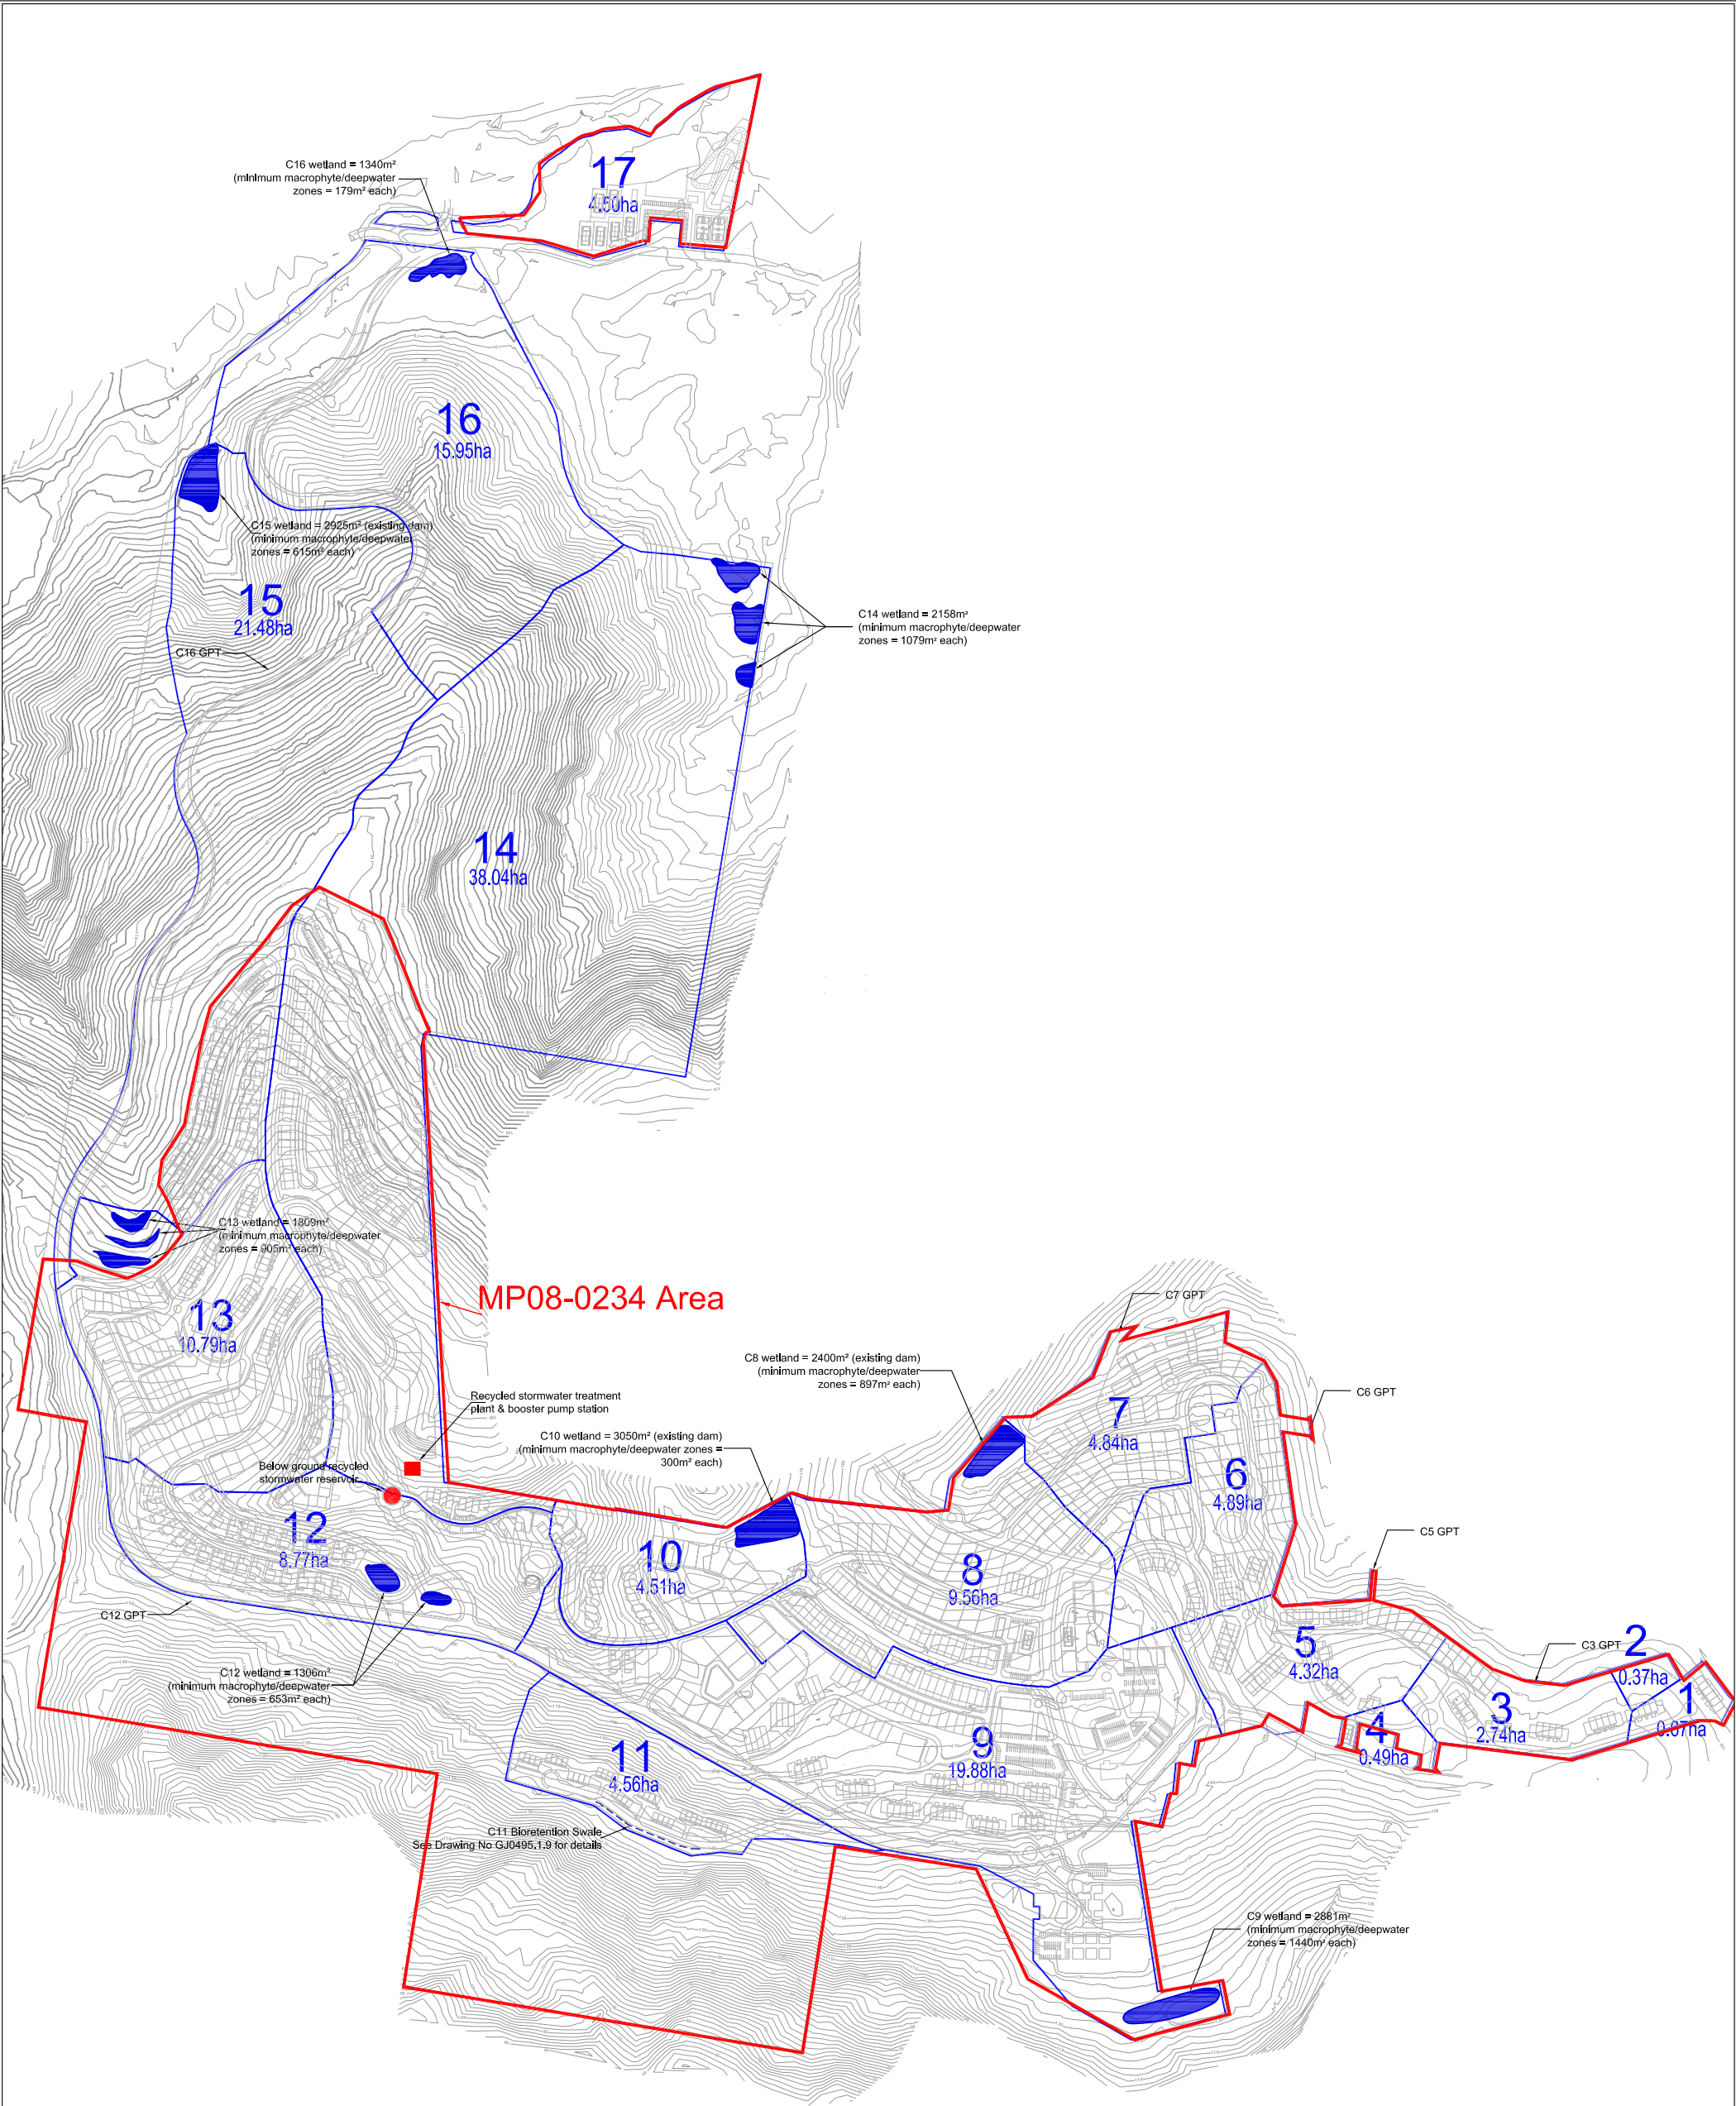 17
4.50ha
C16 wetland = 1340m²
(minimum macrophyte/deepwater
zones = 179m² each)
16
15.95ha
C15 wetland = 2925m² (existing dam)
(minimum macrophyte/deepwater
zones = 615m² each)
15
21.48ha
C16 GPT
C14 wetland = 2158m²
(minimum macrophyte/deepwater
zones = 1079m² each)
14
38.04ha
C13 wetland = 1809m²
(minimum macrophyte/deepwater
zones = 905m² each)
MP08-0234 Area
13
10.79ha
C7 GPT
C8 wetland = 2400m² (existing dam)
(minimum macrophyte/deepwater
zones = 897m² each)
C6 GPT
Recycled stormwater treatment
plant & booster pump station
7
4.84ha
C10 wetland = 3050m² (existing dam)
(minimum macrophyte/deepwater zones =
300m² each)
Below ground recycled
stormwater reservoir
6
4.89ha
12
8.77ha
C5 GPT
10
4.51ha
8
9.56ha
C12 GPT
5
4.32ha
C3 GPT
2
0.37ha
C12 wetland = 1306m²
(minimum macrophyte/deepwater
zones = 653m² each)
1
0.07ha
3
2.74ha
4
0.49ha
9
19.88ha
11
4.56ha
C11 Bioretention Swale
See Drawing No GJ0495.1.9 for details
C9 wetland = 2881m²
(minimum macrophyte/deepwater
zones = 1440m² each)